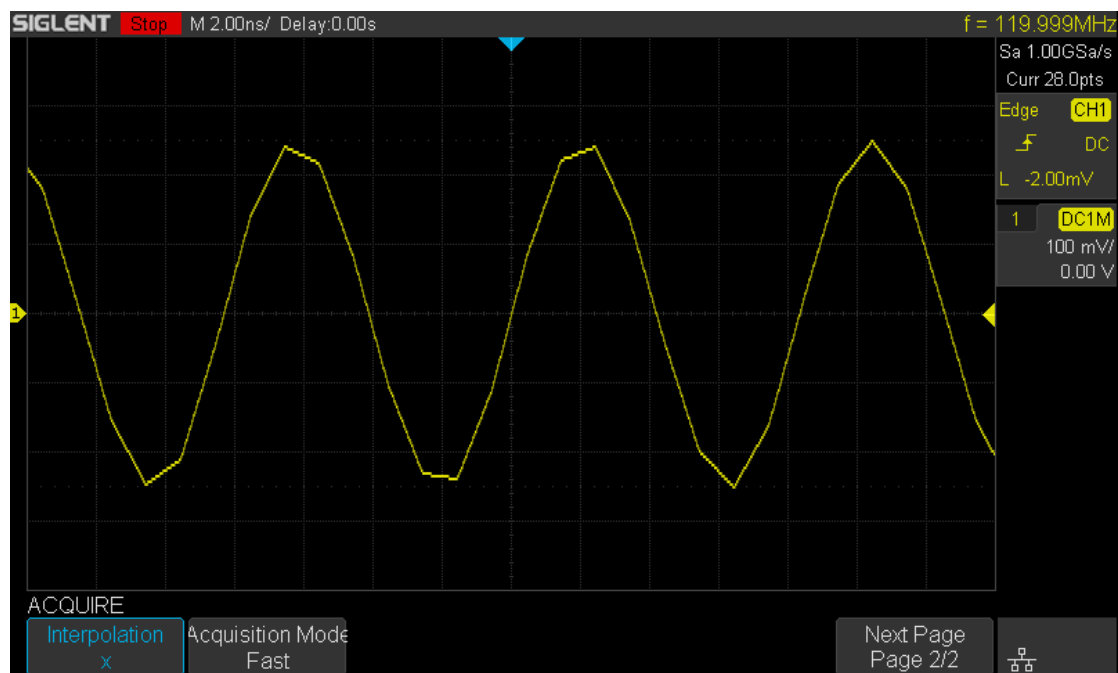 SIGLENT Stop M 2.00ns/ Delay:0.00s f = 119.999MHz
Sa 1.00GSa/s
Curr 28.0pts
Edge CH1
DC
L -2.00mV
1 DC1M
100 mV/
0.00 V
1
ACQUIRE
Interpolation
x
Acquisition Mode
Fast
Next Page
Page 2/2